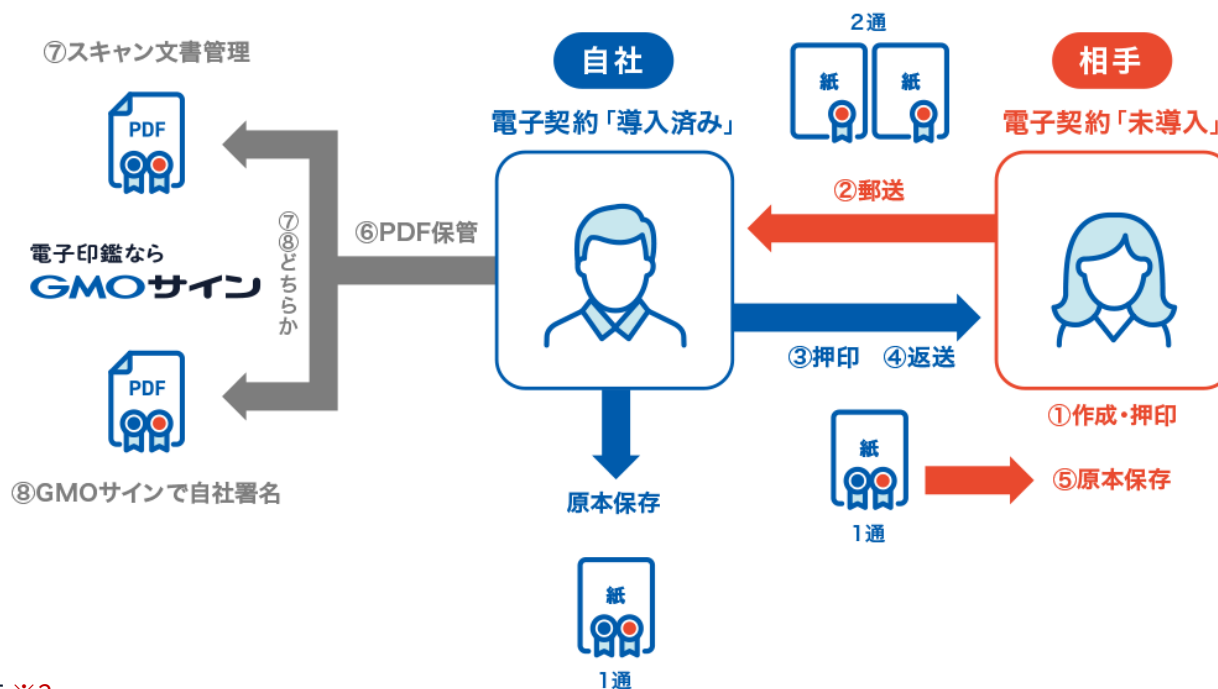 ⑦スキャン文書管理
PDF
電子印鑑なら
GMOサイン
PDF
⑧GMOサインで自社署名
⑦⑧どちらか
⑥PDF保管
自社
電子契約「導入済み」
原本保存
紙
1通
2通
紙
紙
②郵送
③押印 ④返送
相手
電子契約「未導入」
①作成・押印
紙
1通
⑤原本保存